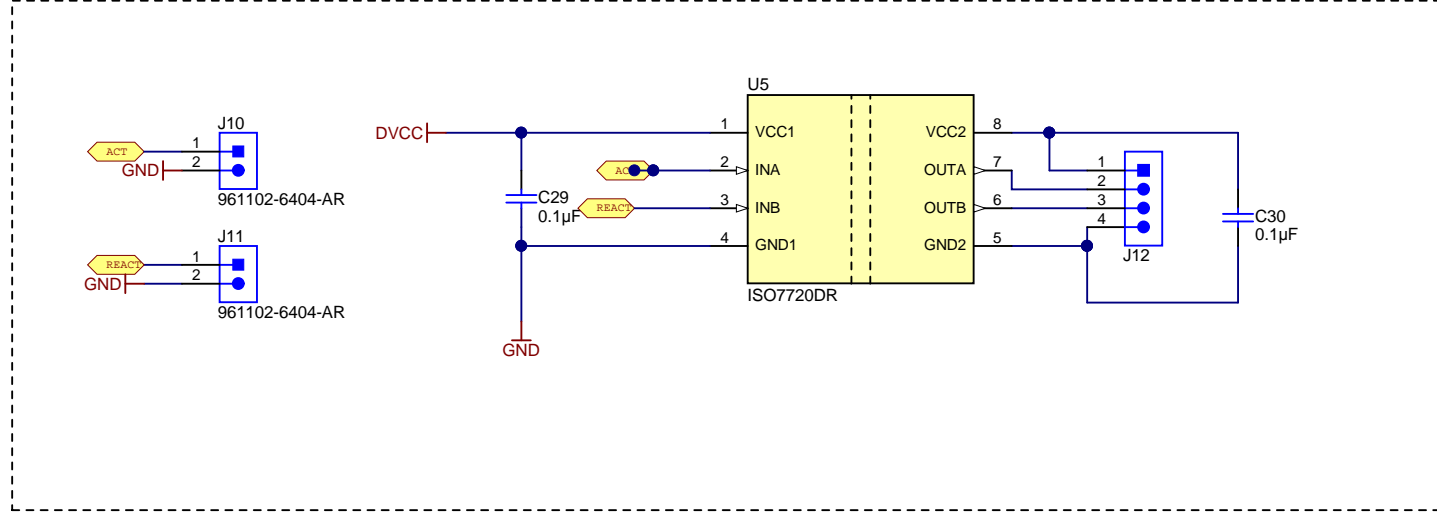 U5
J10
1
ACT
2
GND
961102-6404-AR
J11
1
REACT
2
GND
961102-6404-AR
DVCC
C29
0.1µF
GND
REACT
1
VCC1
2
INA
3
INB
4
GND1
ISO7720DR
VCC2
8
OUTA
7
OUTB
6
GND2
5
1
2
3
4
J12
C30
0.1µF